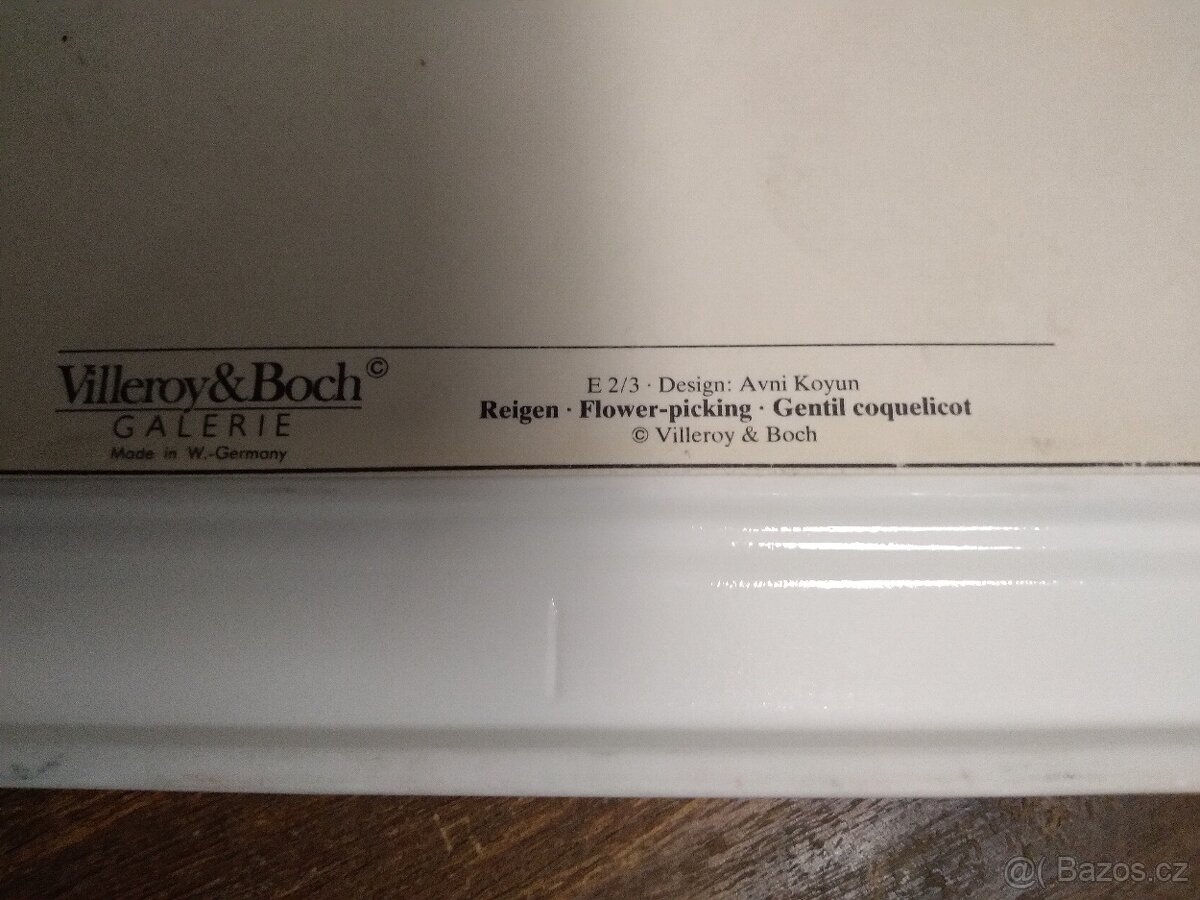 Villeroy&Boch©
GALERIE
Made in W.-Germany
E 2/3 · Design: Avni Koyun
Reigen · Flower-picking · Gentil coquelicot
© Villeroy & Boch
@( Bazos.cz